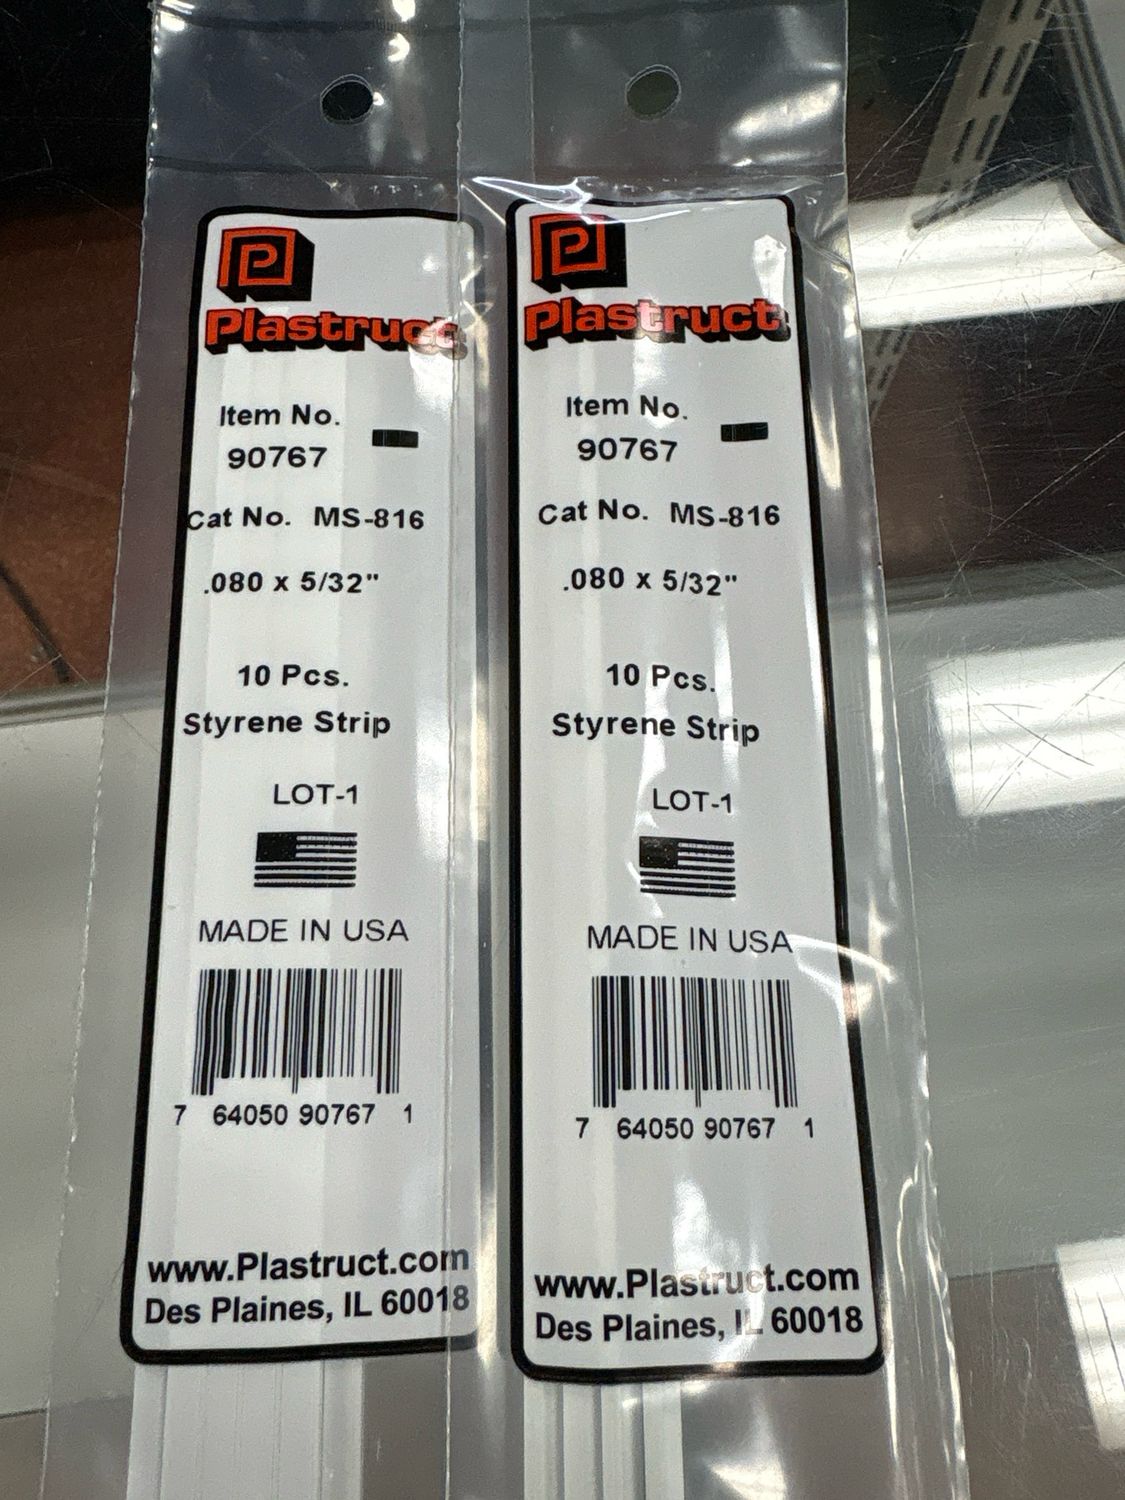 Plastruct
Item No.
90767
Cat No. MS-816
.080 x 5/32"
10 Pcs.
Styrene Strip
LOT-1
MADE IN USA
7 64050 90767 1
www.Plastruct.com
Des Plaines, IL 60018
Plastruct
Item No.
90767
Cat No. MS-816
.080 x 5/32"
10 Pcs.
Styrene Strip
LOT-1
MADE IN USA
7 64050 90767 1
www.Plastruct.com
Des Plaines, IL 60018